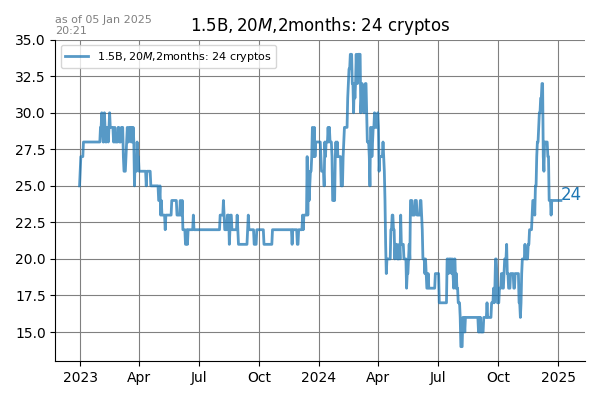 as of 05 Jan 2025
20:21
1.5B, 20M,2months: 24 cryptos
1.5B, 20M,2months: 24 cryptos
35.0
32.5
30.0
27.5
25.0
22.5
20.0
17.5
15.0
24
2023
Apr
Jul
Oct
2024
Apr
Jul
Oct
2025